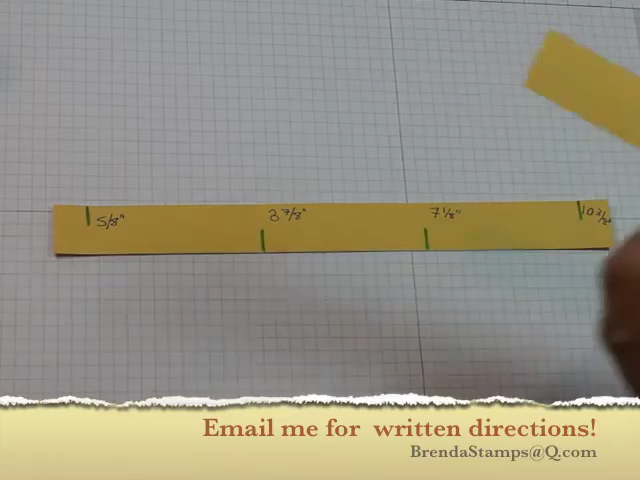 5/8" 3 7/8" 7 1/8" 10 3/8"
Email me for written directions!
BrendaStamps@Q.com